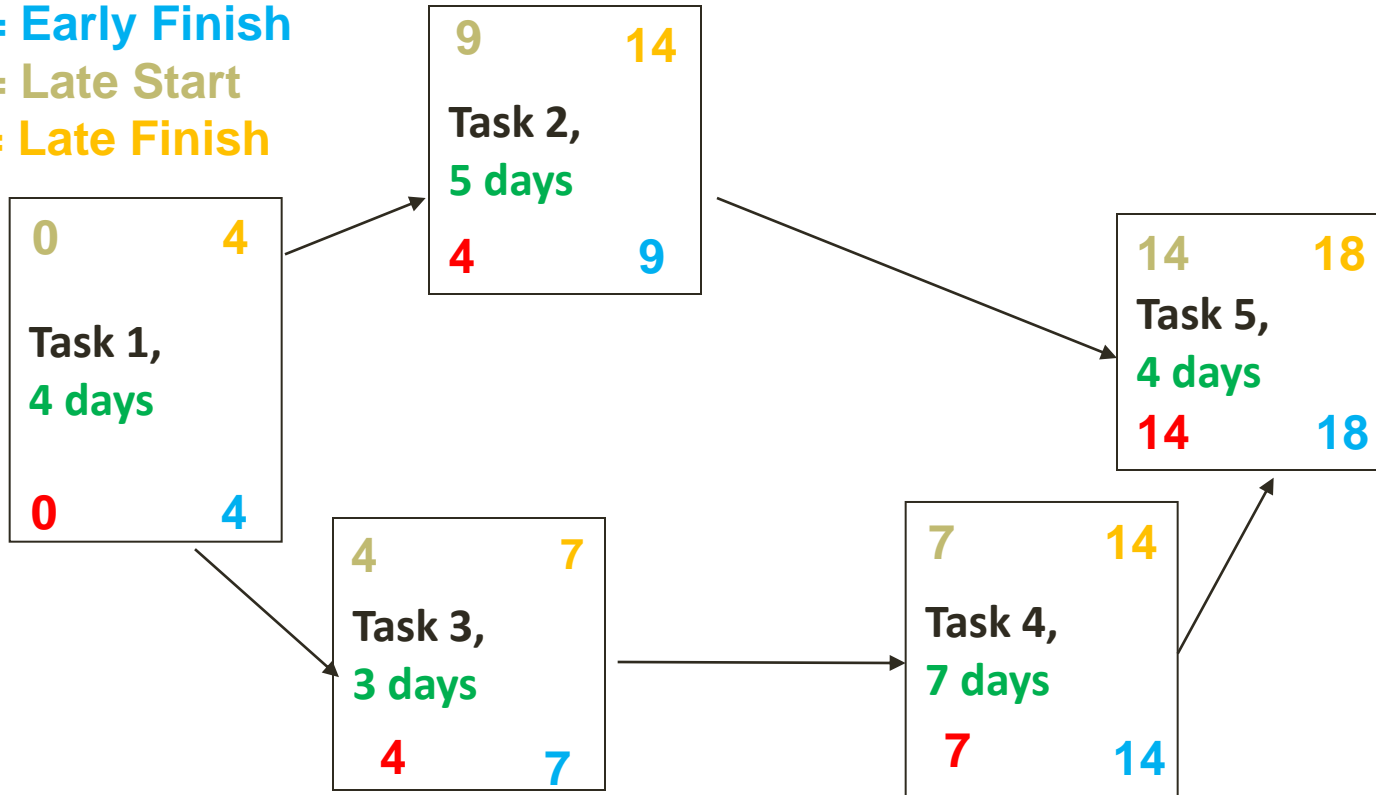 = Early Finish
= Late Start
= Late Finish
9 14
Task 2,
5 days
4 9
0 4
Task 1,
4 days
0 4
14 18
Task 5,
4 days
14 18
4 7
Task 3,
3 days
4 7
7 14
Task 4,
7 days
7 14